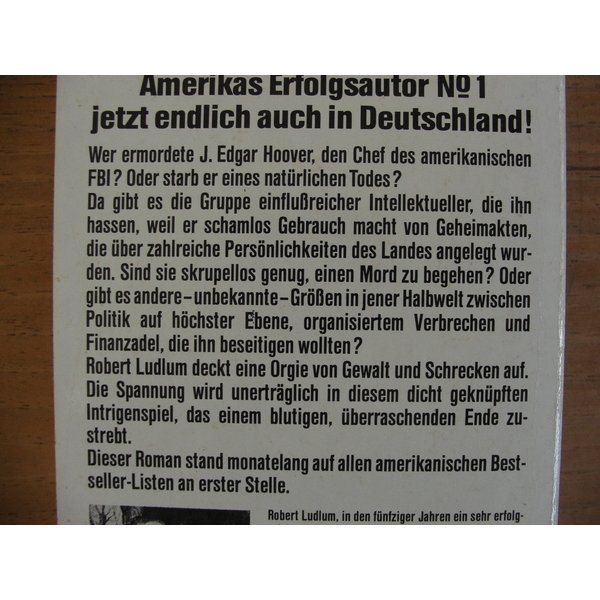 Amerikas Erfolgsautor Nº 1
jetzt endlich auch in Deutschland!
Wer ermordete J. Edgar Hoover, den Chef des amerikanischen
FBI? Oder starb er eines natürlichen Todes?
Da gibt es die Gruppe einflußreicher Intellektueller, die ihn
hassen, weil er schamlos Gebrauch macht von Geheimakten,
die über zahlreiche Persönlichkeiten des Landes angelegt wur-
den. Sind sie skrupellos genug, einen Mord zu begehen? Oder
gibt es andere – unbekannte – Größen in jener Halbwelt zwischen
Politik auf höchster Ebene, organisiertem Verbrechen und
Finanzadel, die ihn beseitigen wollten?
Robert Ludlum deckt eine Orgie von Gewalt und Schrecken auf.
Die Spannung wird unerträglich in diesem dicht geknüpften
Intrigenspiel, das einem blutigen, überraschenden Ende zu-
strebt.
Dieser Roman stand monatelang auf allen amerikanischen Best-
seller-Listen an erster Stelle.
Robert Ludlum, in den fünfziger Jahren ein sehr erfolg-